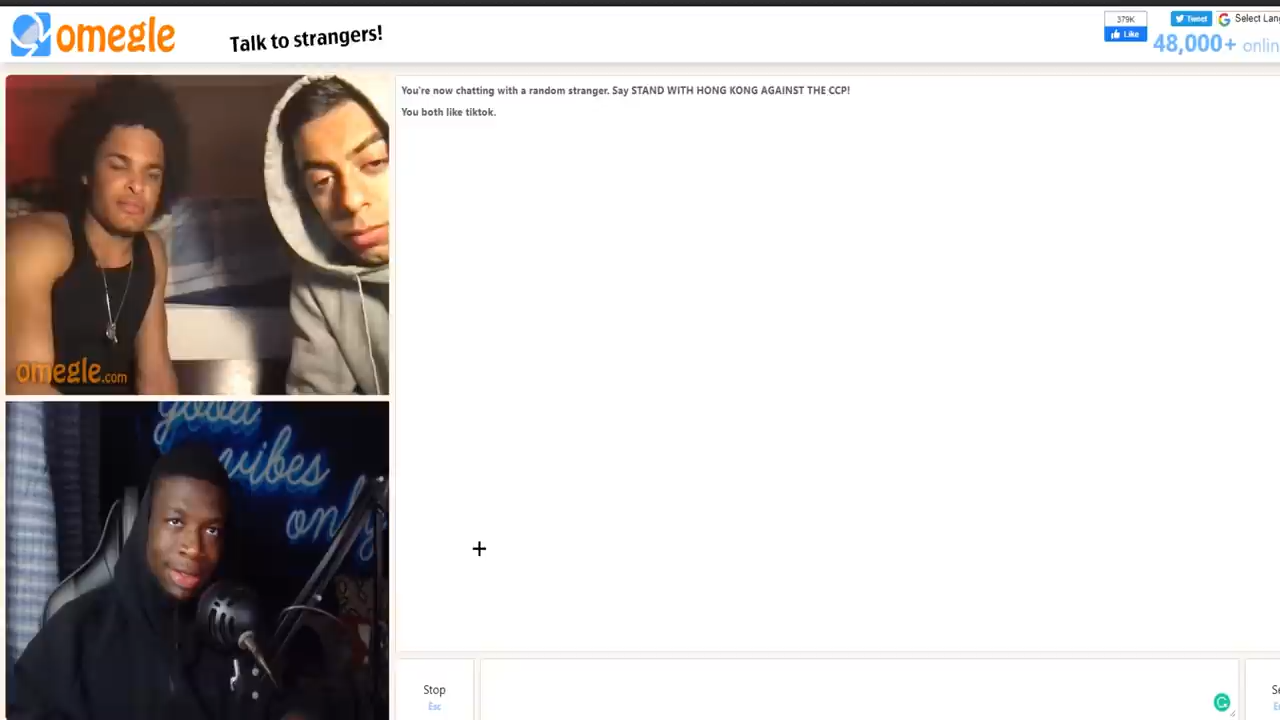 omegle
Talk to strangers!
379K
Like
Tweet
Select Lang
48,000+ onlin
You're now chatting with a random stranger. Say STAND WITH HONG KONG AGAINST THE CCP!
You both like tiktok.
omegle.com
good
vibes
only
Stop
Esc
Se